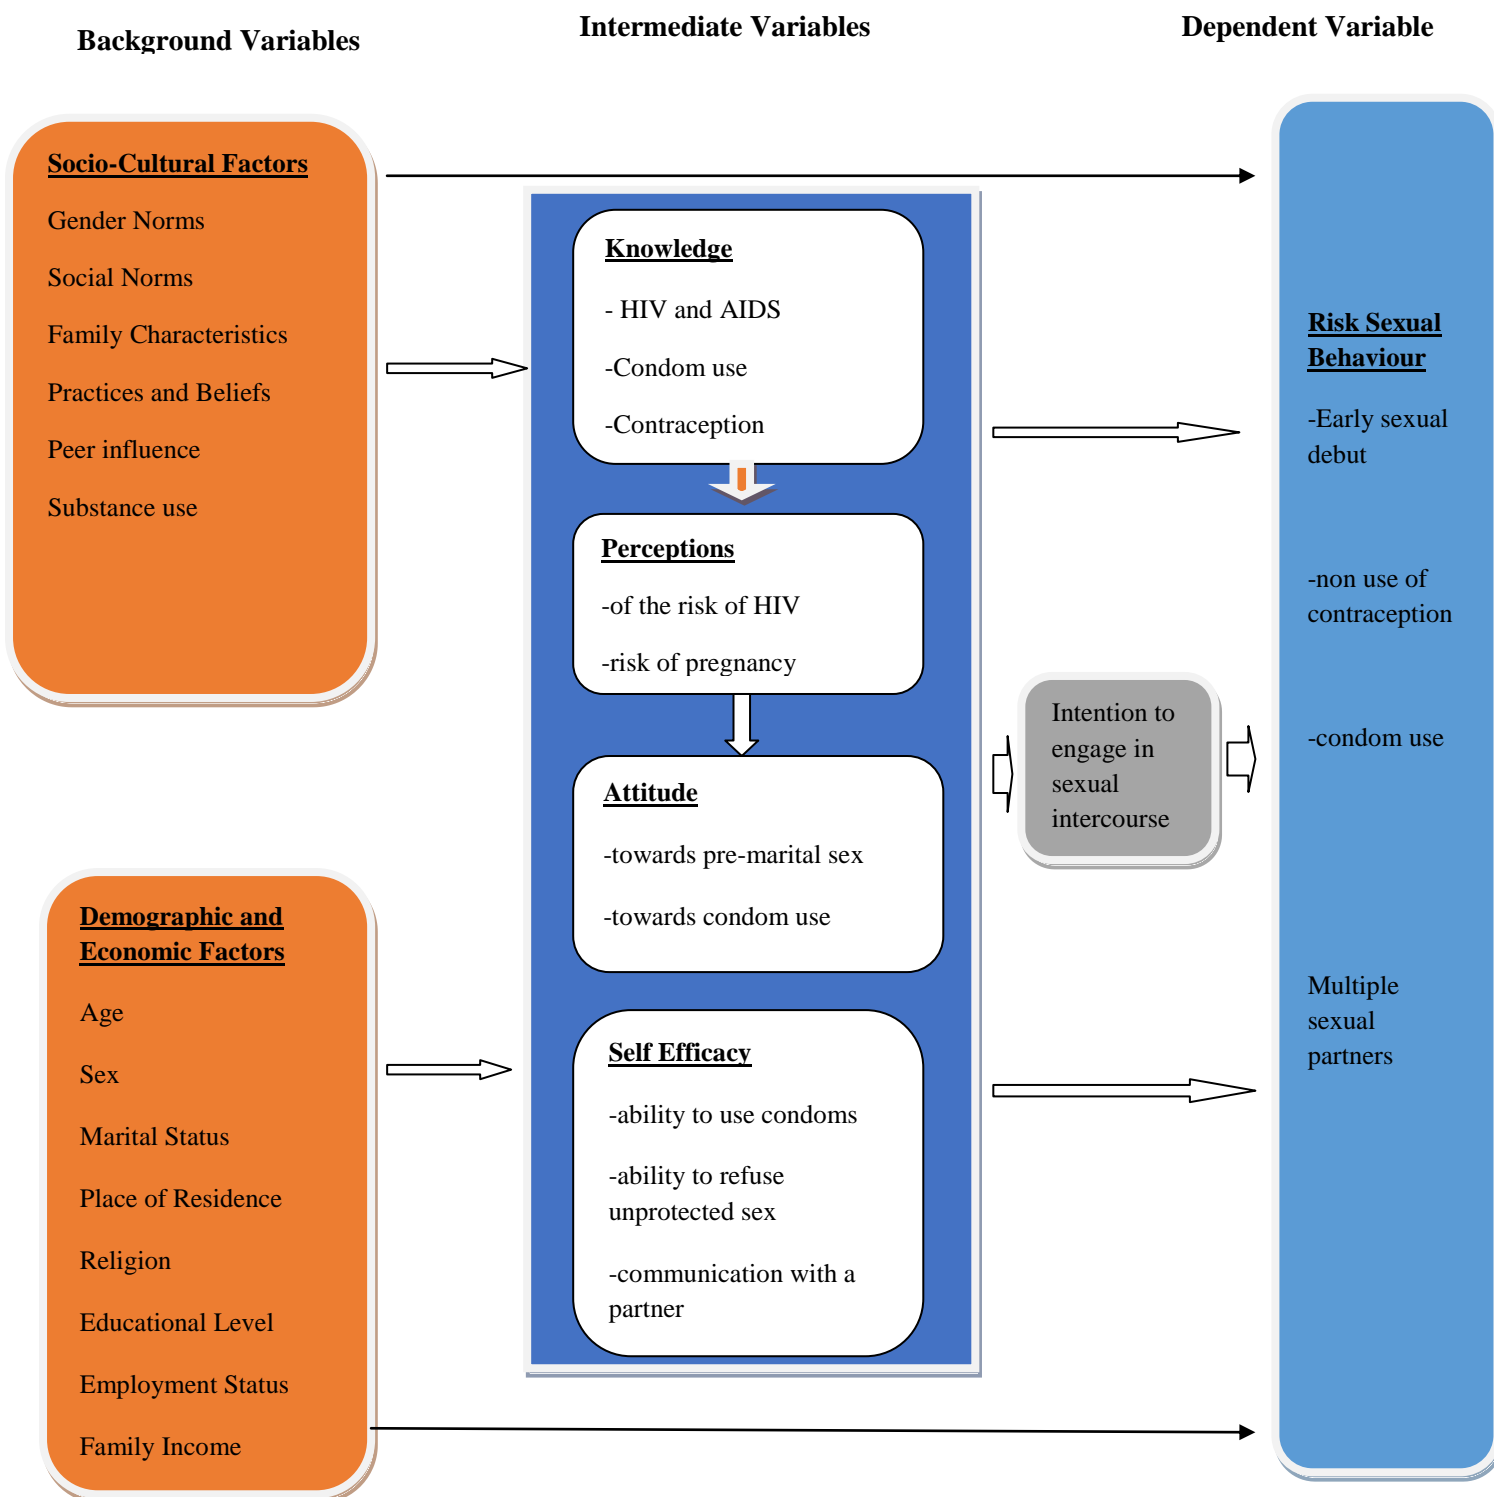 Background Variables
Intermediate Variables
Dependent Variable
Socio-Cultural Factors
Gender Norms
Social Norms
Family Characteristics
Practices and Beliefs
Peer influence
Substance use
Demographic and
Economic Factors
Age
Sex
Marital Status
Place of Residence
Religion
Educational Level
Employment Status
Family Income
Knowledge
- HIV and AIDS
-Condom use
-Contraception
Perceptions
-of the risk of HIV
-risk of pregnancy
Attitude
-towards pre-marital sex
-towards condom use
Self Efficacy
-ability to use condoms
-ability to refuse
unprotected sex
-communication with a
partner
Intention to
engage in
sexual
intercourse
Risk Sexual
Behaviour
-Early sexual
debut
-non use of
contraception
-condom use
Multiple
sexual
partners